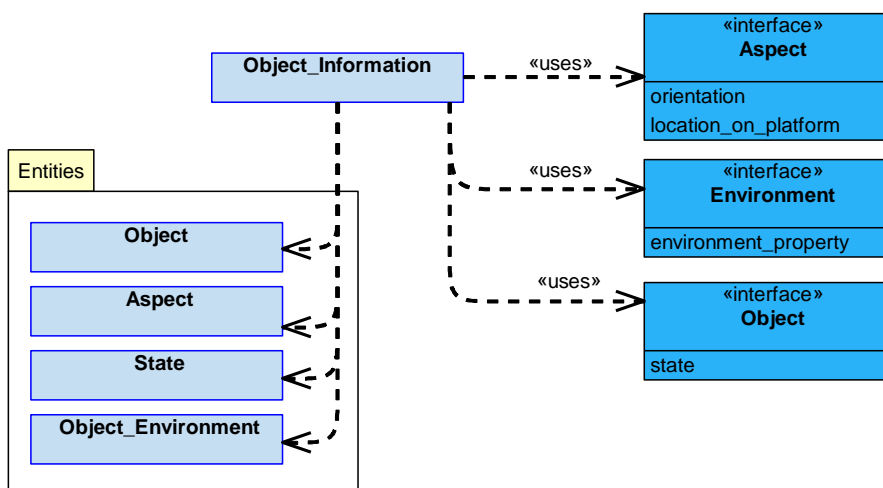 Object_Information
«uses»
«interface»
Aspect
orientation
location_on_platform
«uses»
«interface»
Environment
environment_property
«uses»
«interface»
Object
state
Entities
Object
Aspect
State
Object_Environment